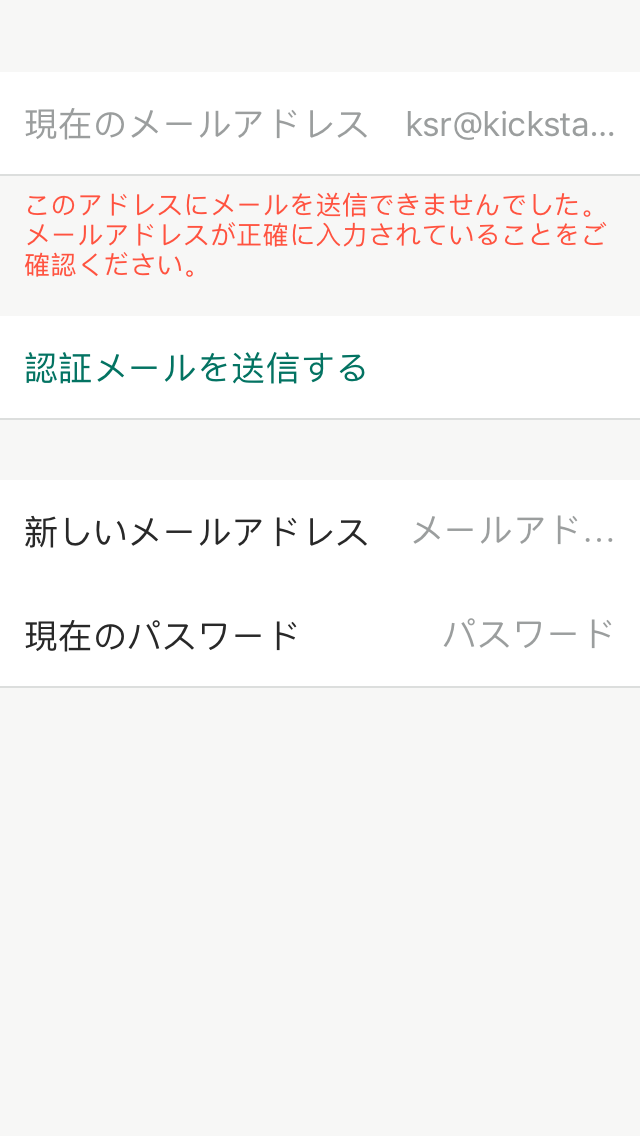 現在のメールアドレス ksr@kicksta...
このアドレスにメールを送信できませんでした。
メールアドレスが正確に入力されていることをご
確認ください。
認証メールを送信する
新しいメールアドレス メールアド...
現在のパスワード パスワード